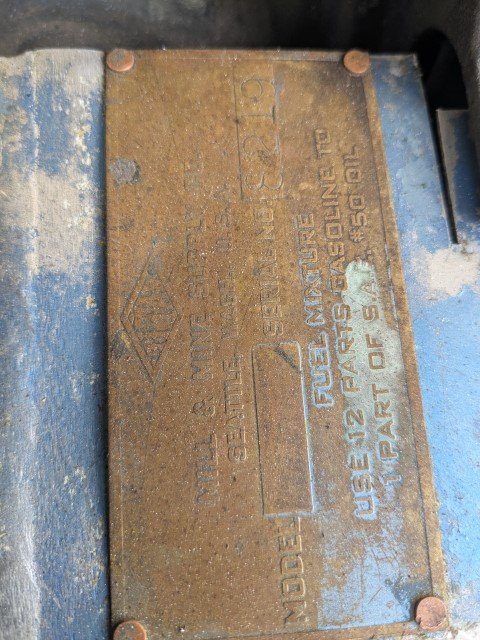 MILL & MINE SUPPLY
SEATTLE, WASH., U.S.A.
MODEL SERIAL NO.
FUEL MIXTURE
USE 12 PARTS GASOLINE TO
1 PART OF S.A.E. #50 OIL